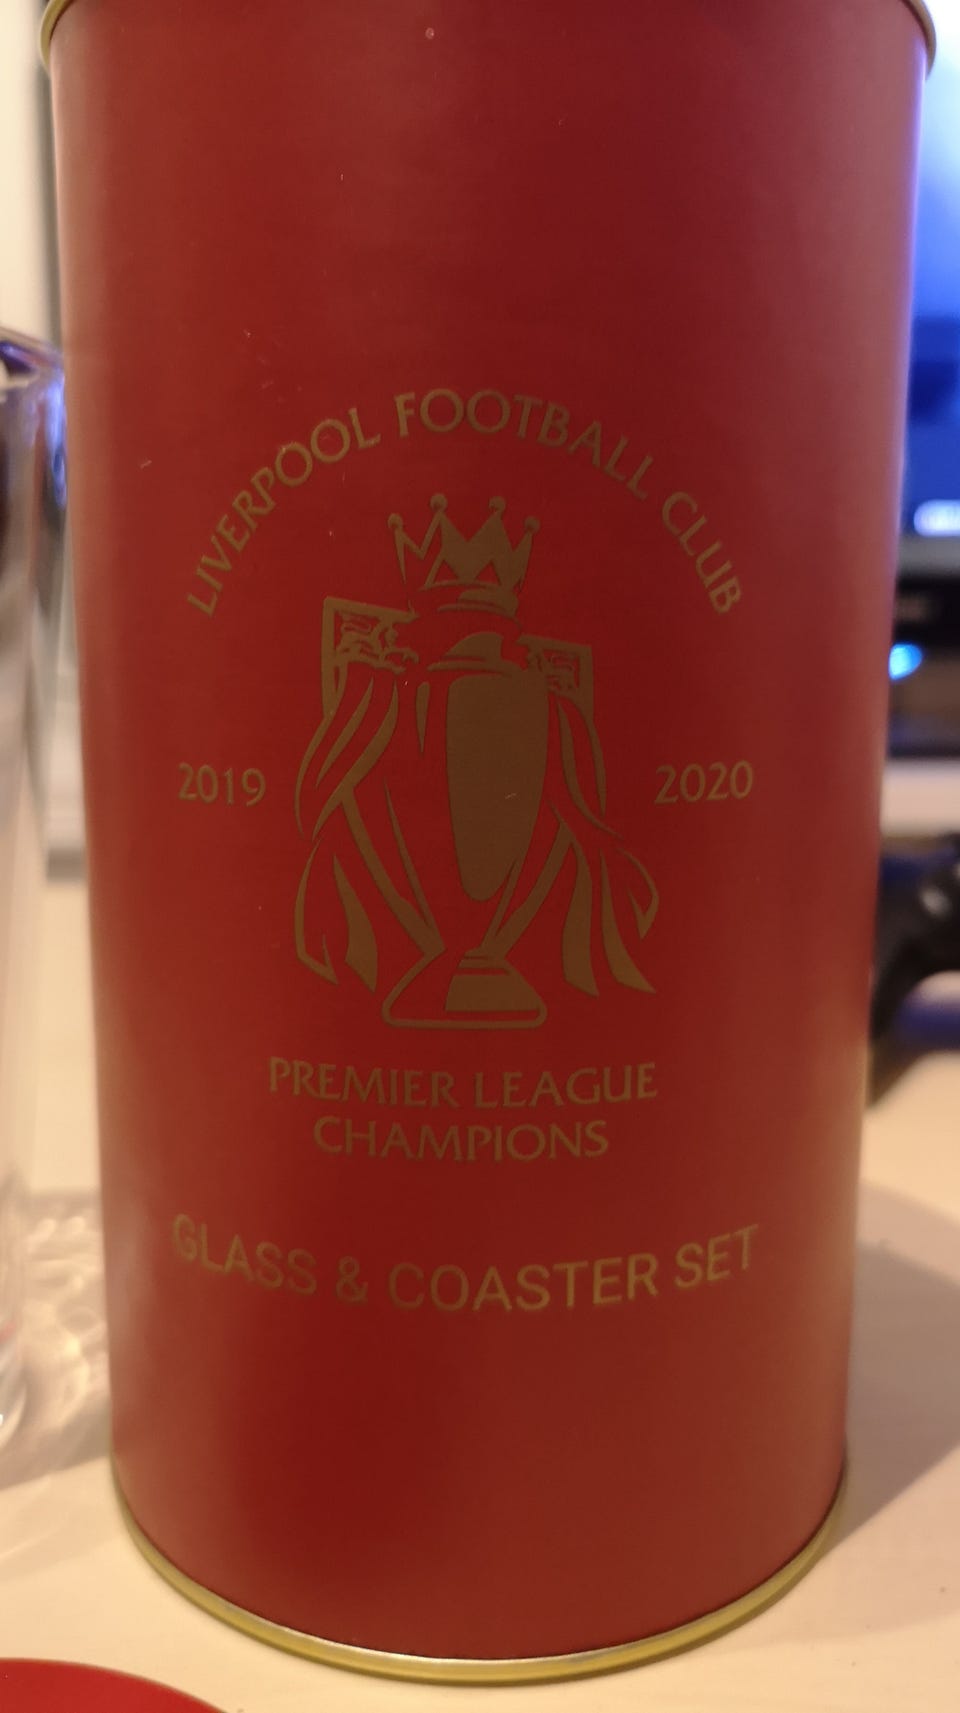 LIVERPOOL FOOTBALL CLUB
2019 2020
PREMIER LEAGUE
CHAMPIONS
GLASS & COASTER SET